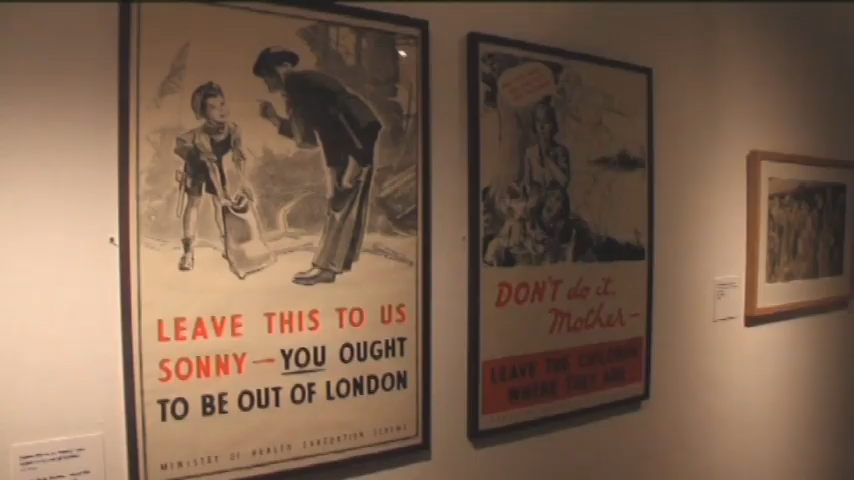 LEAVE THIS TO US
SONNY — YOU OUGHT
TO BE OUT OF LONDON
MINISTRY OF HEALTH EVACUATION SCHEME
DON'T do it,
Mother—
LEAVE THE CHILDREN
WHERE THEY ARE